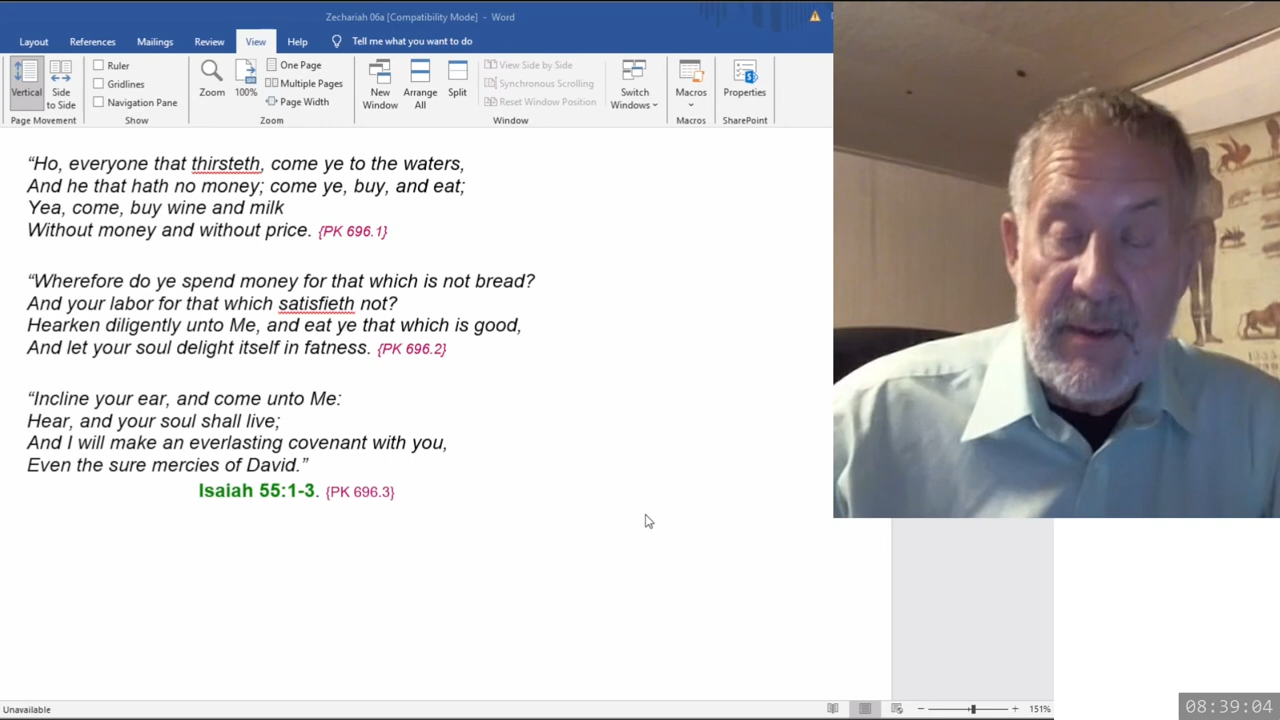 Zechariah 06a [Compatibility Mode] - Word
Layout References Mailings Review View Help Tell me what you want to do
Vertical
Side to Side
Page Movement
Ruler
Gridlines
Navigation Pane
Show
Zoom
100%
One Page
Multiple Pages
Page Width
Zoom
New Window
Arrange All
Split
View Side by Side
Synchronous Scrolling
Reset Window Position
Switch Windows
Window
Macros
Macros
Properties
SharePoint
“Ho, everyone that thirsteth, come ye to the waters,
And he that hath no money; come ye, buy, and eat;
Yea, come, buy wine and milk
Without money and without price. {PK 696.1}
“Wherefore do ye spend money for that which is not bread?
And your labor for that which satisfieth not?
Hearken diligently unto Me, and eat ye that which is good,
And let your soul delight itself in fatness. {PK 696.2}
“Incline your ear, and come unto Me:
Hear, and your soul shall live;
And I will make an everlasting covenant with you,
Even the sure mercies of David.”
Isaiah 55:1-3. {PK 696.3}
Unavailable
151%
08:39:04